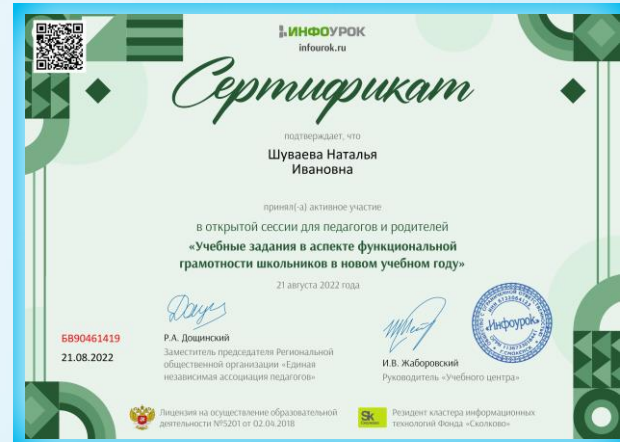 ИНФОУРОК
infourok.ru
Сертификат
подтверждает, что
Шуваева Наталья
Ивановна
принял(-а) активное участие
в открытой сессии для педагогов и родителей
«Учебные задания в аспекте функциональной
грамотности школьников в новом учебном году»
21 августа 2022 года
БВ90461419
21.08.2022
Р.А. Дощинский
Заместитель председателя Региональной
общественной организации «Единая
независимая ассоциация педагогов»
И.В. Жаборовский
Руководитель «Учебного центра»
«Инфоурок»
Лицензия на осуществление образовательной
деятельности №5201 от 02.04.2018
Sk
Резидент кластера информационных
технологий Фонда «Сколково»